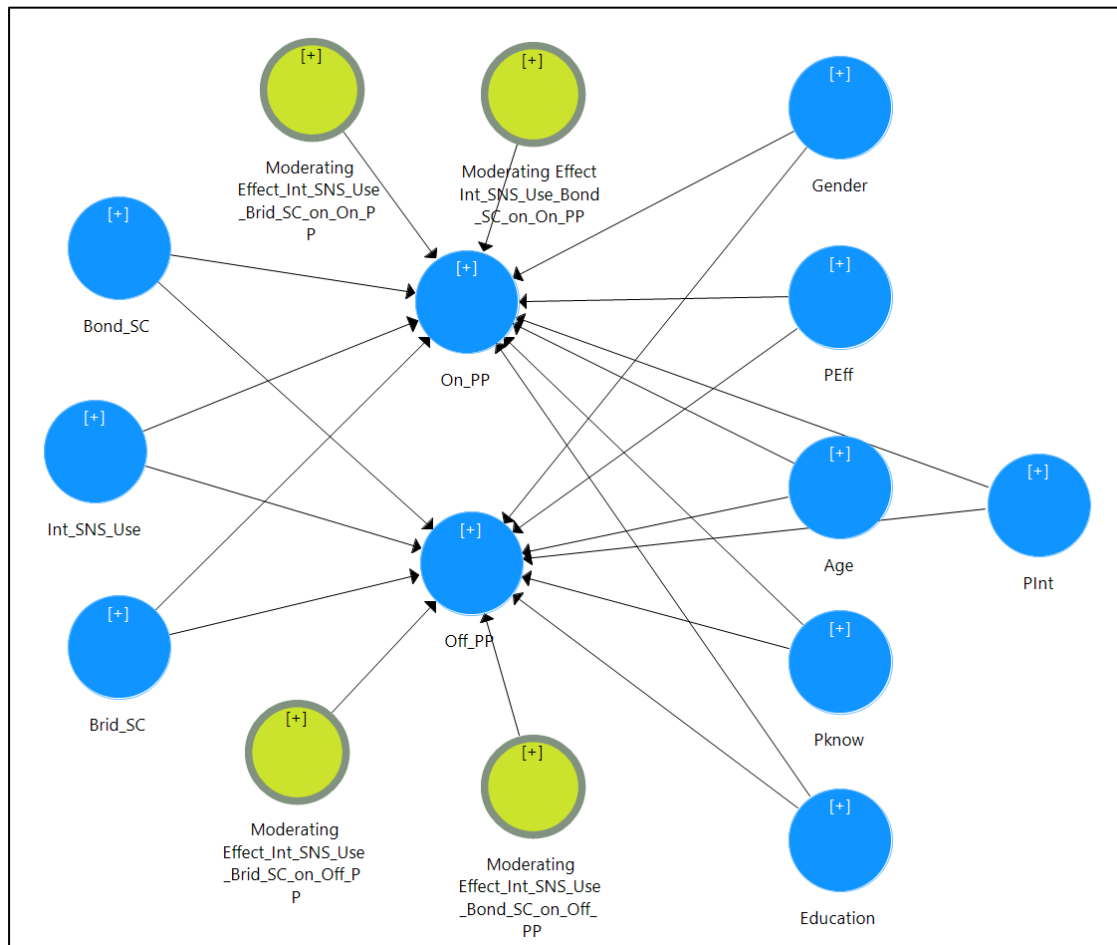 [+]
Moderating
Effect_Int_SNS_Use
_Brid_SC_on_On_P
P
[+]
Moderating Effect
Int_SNS_Use_Bond
_SC_on_On_PP
[+]
Gender
[+]
Bond_SC
[+]
On_PP
[+]
PEff
[+]
Int_SNS_Use
[+]
Age
[+]
PInt
[+]
Off_PP
[+]
Brid_SC
[+]
Pknow
[+]
Moderating
Effect_Int_SNS_Use
_Brid_SC_on_Off_P
P
[+]
Moderating
Effect_Int_SNS_Use
_Bond_SC_on_Off_
PP
[+]
Education